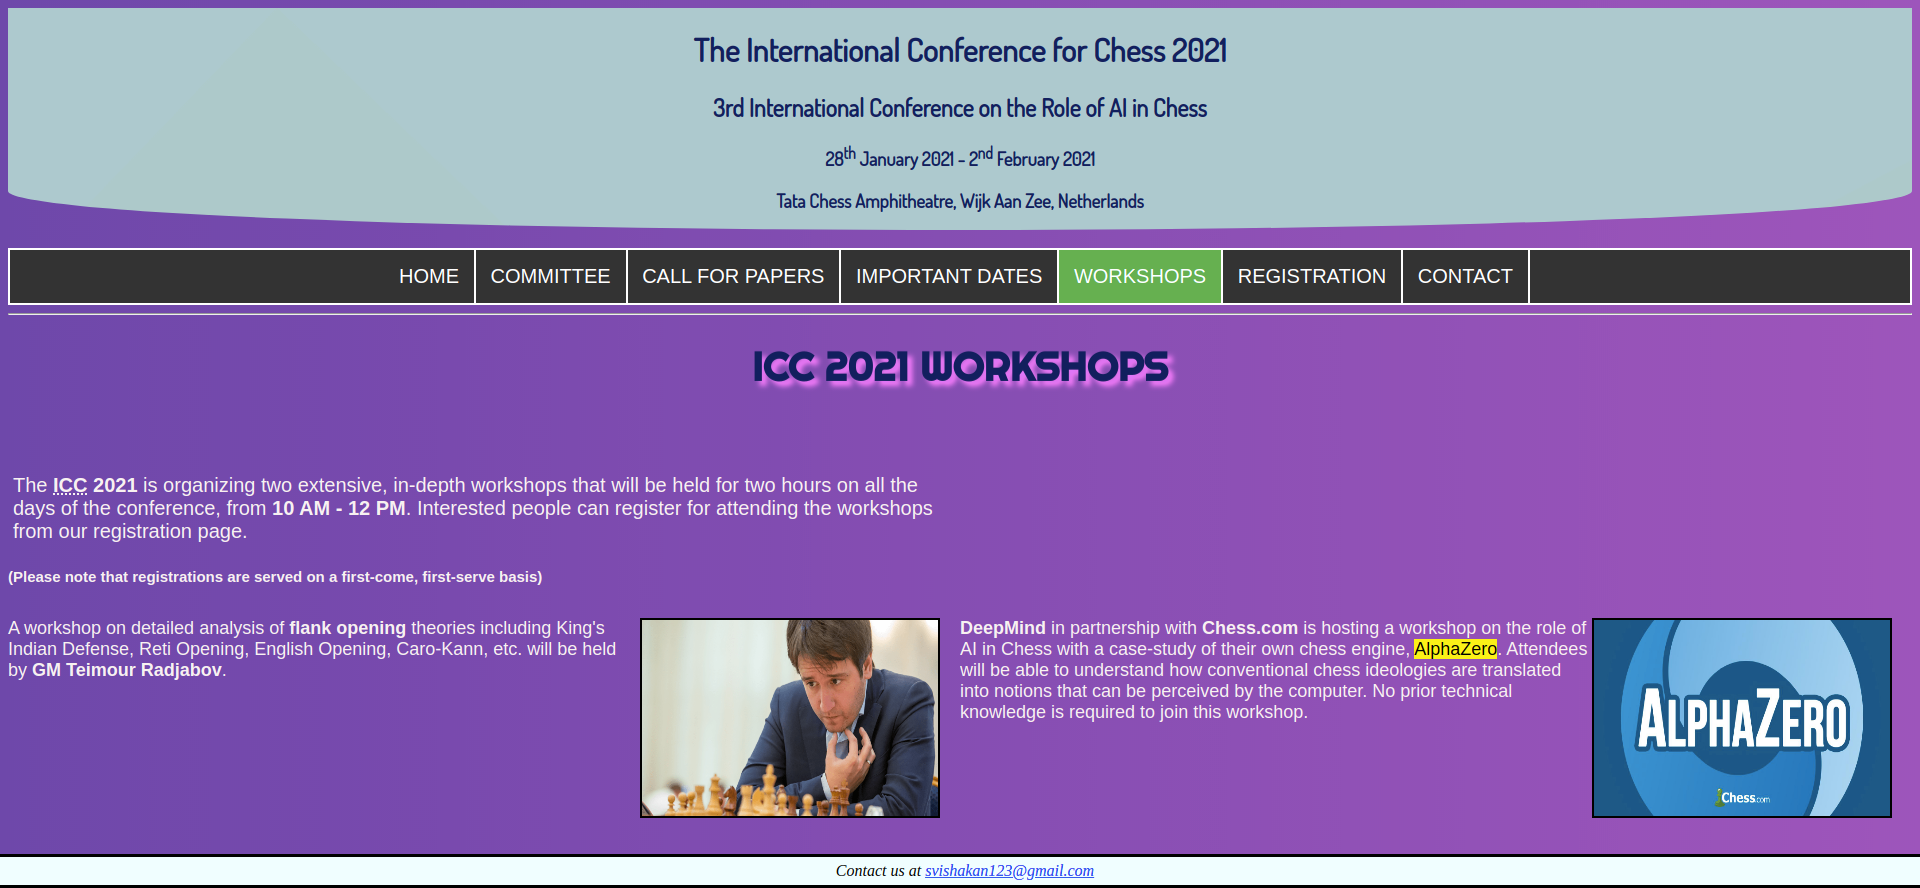 The International Conference for Chess 2021
3rd International Conference on the Role of AI in Chess
28th January 2021 - 2nd February 2021
Tata Chess Amphitheatre, Wijk Aan Zee, Netherlands
HOME COMMITTEE CALL FOR PAPERS IMPORTANT DATES WORKSHOPS REGISTRATION CONTACT
ICC 2021 WORKSHOPS
The ICC 2021 is organizing two extensive, in-depth workshops that will be held for two hours on all the
days of the conference, from 10 AM - 12 PM. Interested people can register for attending the workshops
from our registration page.
(Please note that registrations are served on a first-come, first-serve basis)
A workshop on detailed analysis of flank opening theories including King's
Indian Defense, Reti Opening, English Opening, Caro-Kann, etc. will be held
by GM Teimour Radjabov.
DeepMind in partnership with Chess.com is hosting a workshop on the role of
AI in Chess with a case-study of their own chess engine, AlphaZero. Attendees
will be able to understand how conventional chess ideologies are translated
into notions that can be perceived by the computer. No prior technical
knowledge is required to join this workshop.
ALPHAZERO
Chess.com
Contact us at svishakan123@gmail.com